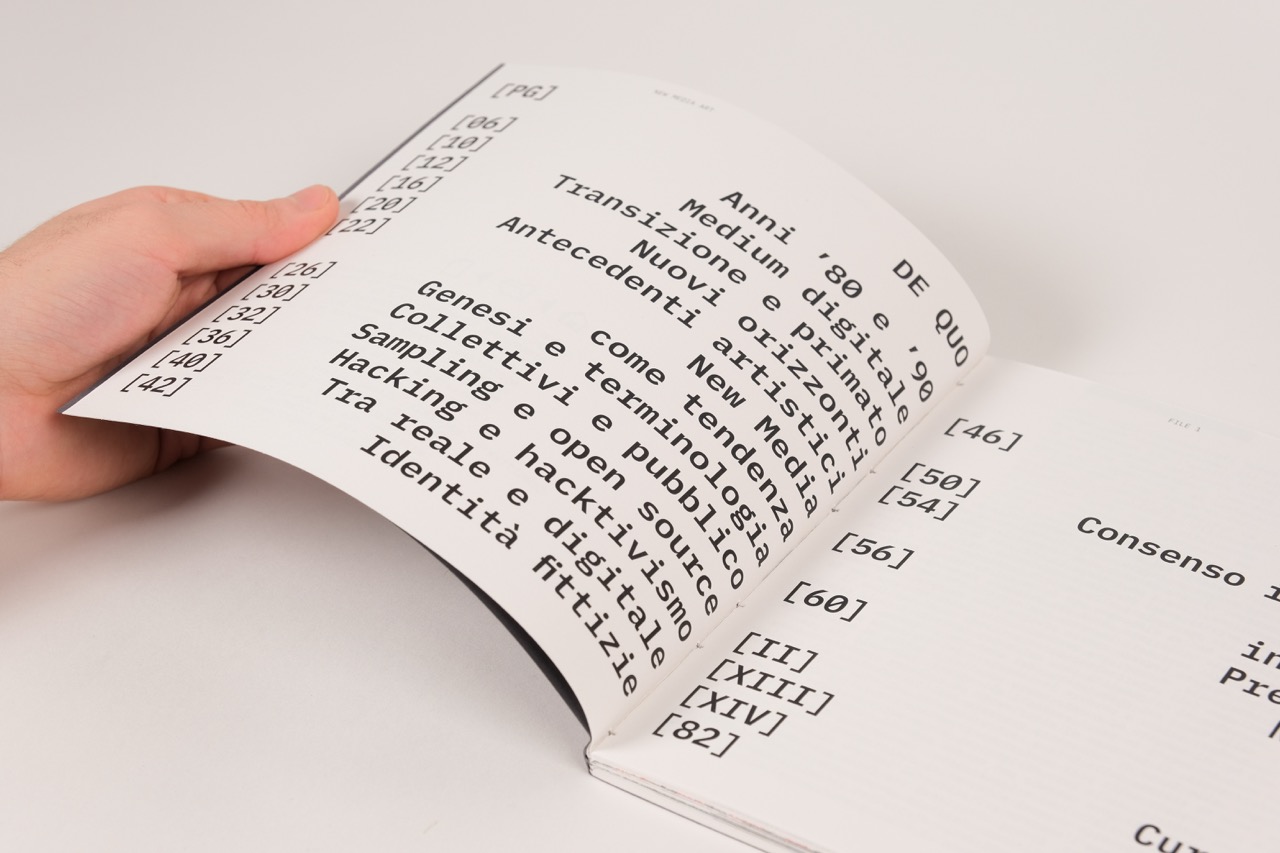 NEW MEDIA ART
[PG] DE QUO
[06] Anni '80 e '90
[10] Medium digitale
[12] Transizione e primato
[16] Nuovi orizzonti
[20] Antecedenti artistici
[22] New Media
come tendenza
[26] Genesi e terminologia
[30] Collettivi e pubblico
[32] Sampling e open source
[36] Hacking e hacktivismo
[40] Tra reale e digitale
[42] Identità fittizie
FILE 1
[46]
[50] Consenso
[54]
[56]
[60]
[II]
[XIII]
[XIV]
[82]